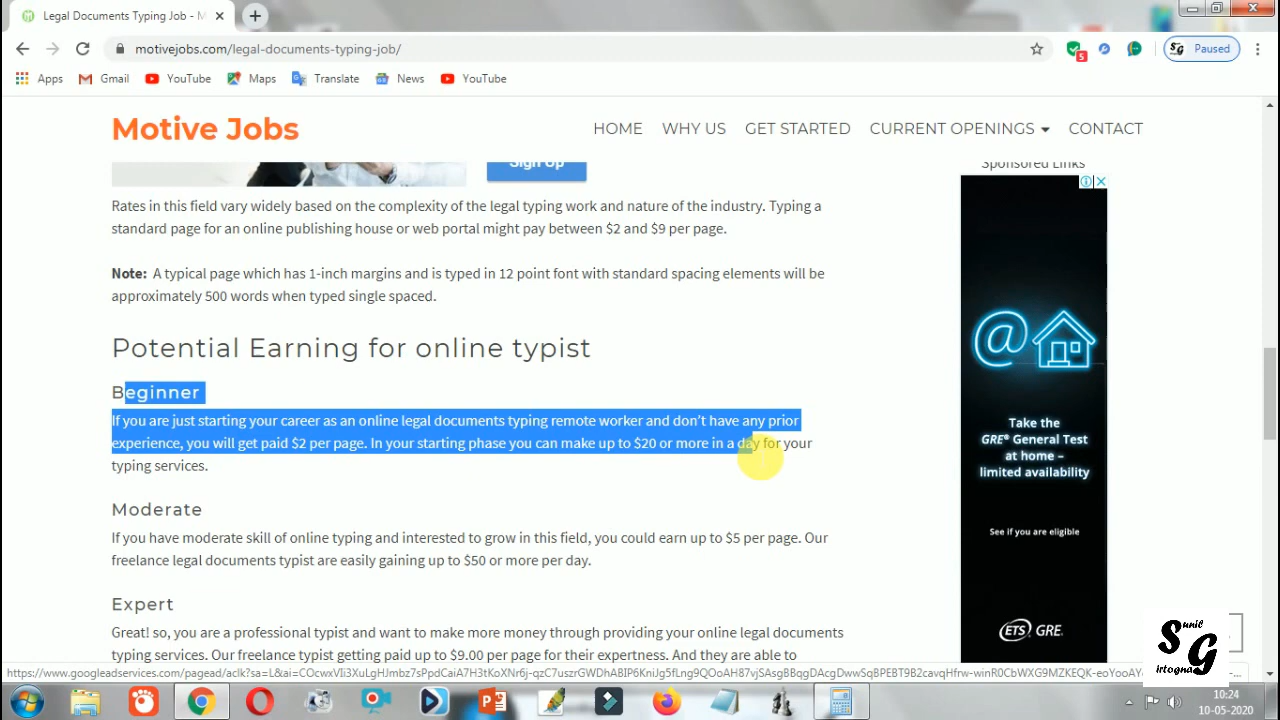 Legal Documents Typing Job - M
motivejobs.com/legal-documents-typing-job/
5
SG
Paused
Apps
Gmail
YouTube
Maps
Translate
News
YouTube
Motive Jobs
HOME
WHY US
GET STARTED
CURRENT OPENINGS
CONTACT
Sign Up
Sponsored Links
Rates in this field vary widely based on the complexity of the legal typing work and nature of the industry. Typing a
standard page for an online publishing house or web portal might pay between $2 and $9 per page.
Note: A typical page which has 1-inch margins and is typed in 12 point font with standard spacing elements will be
approximately 500 words when typed single spaced.
Potential Earning for online typist
Beginner
If you are just starting your career as an online legal documents typing remote worker and don't have any prior
experience, you will get paid $2 per page. In your starting phase you can make up to $20 or more in a day for your
typing services.
Moderate
If you have moderate skill of online typing and interested to grow in this field, you could earn up to $5 per page. Our
freelance legal documents typist are easily gaining up to $50 or more per day.
Expert
Great! so, you are a professional typist and want to make more money through providing your online legal documents
typing services. Our freelance typist getting paid up to $9.00 per page for their expertness. And they are able to
@
Take the
GRE® General Test
at home –
limited availability
See if you are eligible
ETS GRE.
Sunil
Girtogna
10:24
10-05-2020